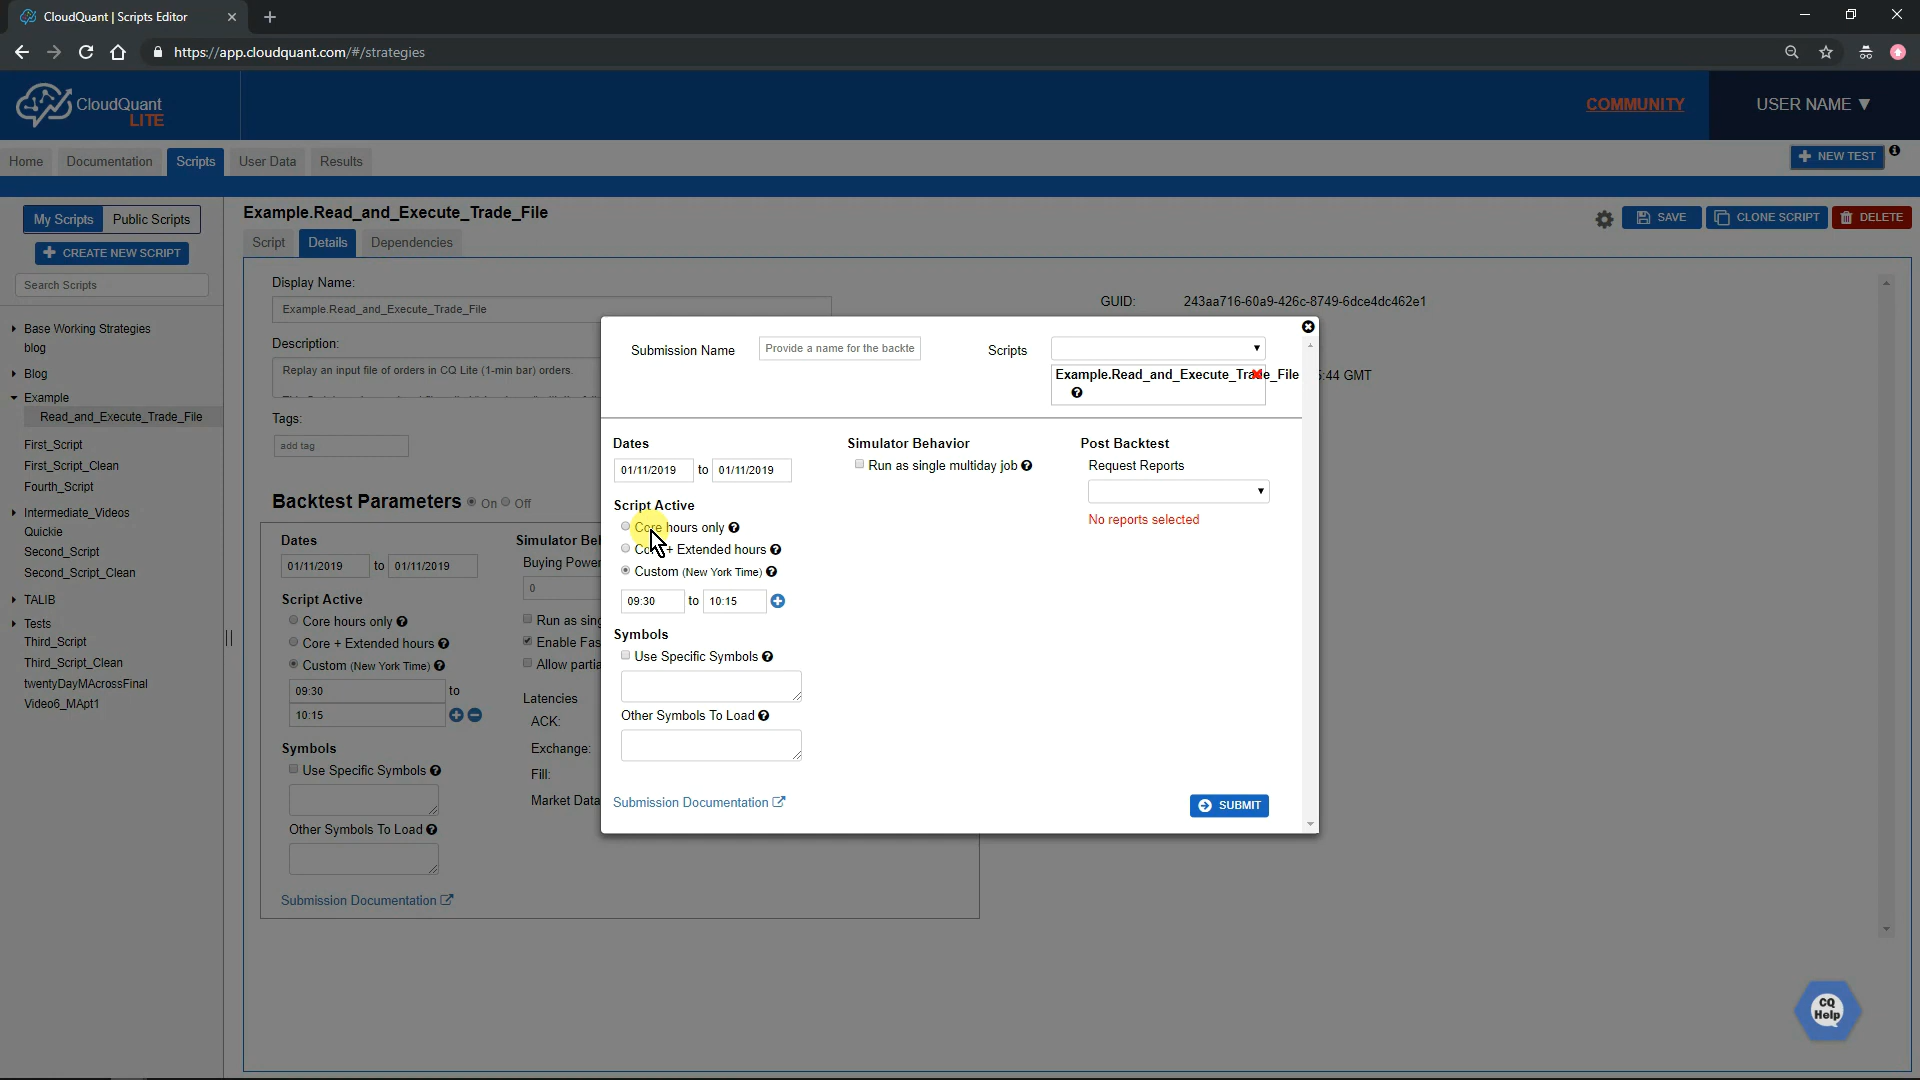 CloudQuant | Scripts Editor
https://app.cloudquant.com/#/strategies
CloudQuant
LITE
COMMUNITY
USER NAME ▼
Home
Documentation
Scripts
User Data
Results
NEW TEST
My Scripts
Public Scripts
CREATE NEW SCRIPT
Search Scripts
Base Working Strategies
blog
Blog
Example
Read_and_Execute_Trade_File
First_Script
First_Script_Clean
Fourth_Script
Intermediate_Videos
Quickie
Second_Script
Second_Script_Clean
TALIB
Tests
Third_Script
Third_Script_Clean
twentyDayMAcrossFinal
Video6_MApt1
Example.Read_and_Execute_Trade_File
SAVE
CLONE SCRIPT
DELETE
Script
Details
Dependencies
Display Name:
Example.Read_and_Execute_Trade_File
GUID:
243aa716-60a9-426c-8749-6dce4dc462e1
Description:
Replay an input file of orders in CQ Lite (1-min bar) orders.
:44 GMT
Tags:
add tag
Backtest Parameters
On
Off
Dates
01/11/2019 to 01/11/2019
Script Active
Core hours only
Core + Extended hours
Custom (New York Time)
09:30 to
10:15
Symbols
Use Specific Symbols
Other Symbols To Load
Submission Documentation
Simulator Be
Buying Power
0
Run as sing
Enable Fas
Allow partia
Latencies
ACK:
Exchange:
Fill:
Market Data
Submission Name
Provide a name for the backte
Scripts
Example.Read_and_Execute_Trade_File
Dates
01/11/2019 to 01/11/2019
Script Active
Core hours only
+ Extended hours
Custom (New York Time)
09:30 to 10:15
Symbols
Use Specific Symbols
Other Symbols To Load
Submission Documentation
Simulator Behavior
Run as single multiday job
Post Backtest
Request Reports
No reports selected
SUBMIT
CQ
Help